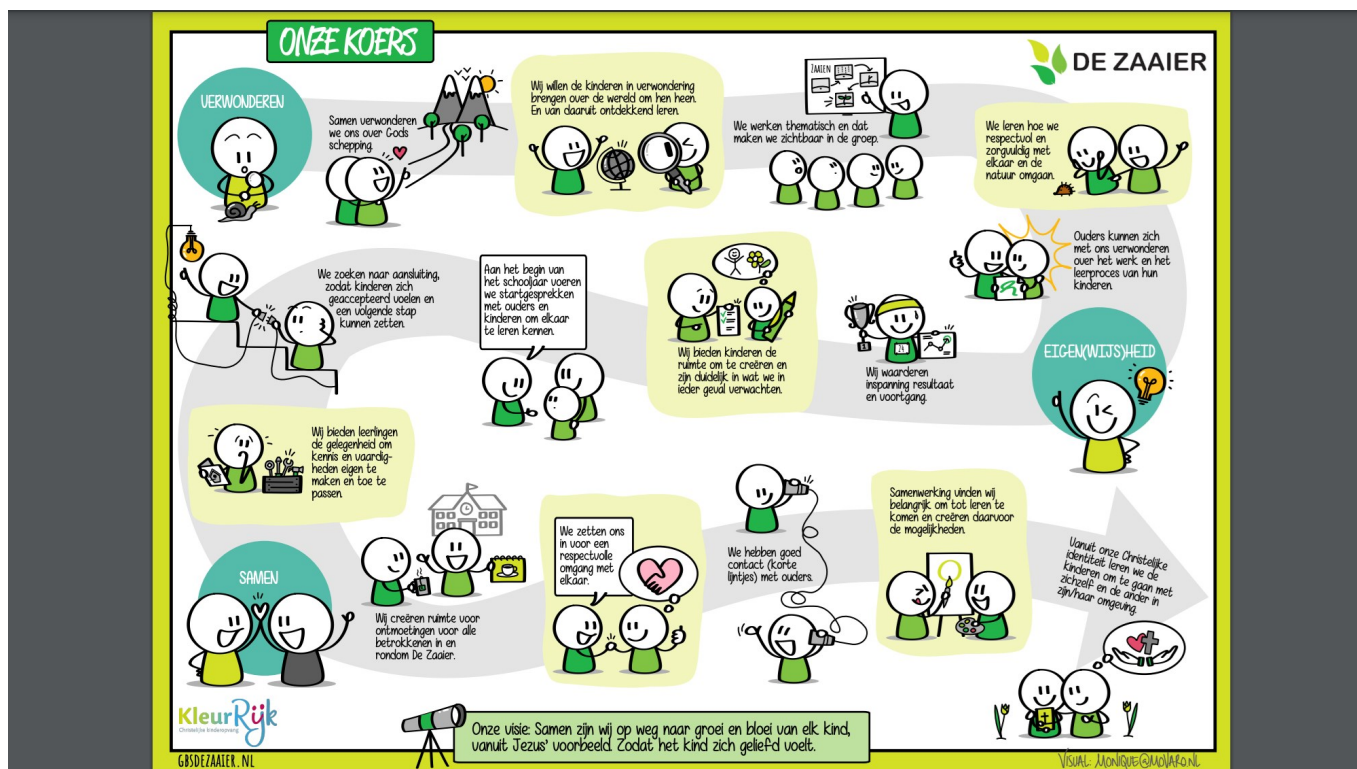 ONZE KOERS
DE ZAAIER
VERWONDEREN
Samen verwonderen
we ons over Gods
schepping.
Wij willen de kinderen in verwondering
brengen over de wereld om hen heen.
En van daaruit ontdekkend leren.
ZAAIEN
We werken thematisch en dat
maken we zichtbaar in de groep.
We leren hoe we
respectvol en
zorgvuldig met
elkaar en de
natuur omgaan.
Ouders kunnen zich
met ons verwonderen
over het werk en het
leerproces van hun
kinderen.
EIGEN(WIJS)HEID
Wij waarderen
inspanning resultaat
en voortgang.
Wij bieden kinderen de
ruimte om te creëren en
zijn duidelijk in wat we in
ieder geval verwachten.
Aan het begin van
het schooljaar voeren
we startgesprekken
met ouders en
kinderen om elkaar
te leren kennen.
We zoeken naar aansluiting,
zodat kinderen zich
geaccepteerd voelen en
een volgende stap
kunnen zetten.
Wij bieden leerlingen
de gelegenheid om
kennis en vaardig-
heden eigen te
maken en toe te
passen.
SAMEN
Wij creëren ruimte voor
ontmoetingen voor alle
betrokkenen in en
rondom De Zaaier.
We zetten ons
in voor een
respectvolle
omgang met
elkaar.
We hebben goed
contact (korte
lijntjes) met ouders.
Samenwerking vinden wij
belangrijk om tot leren te
komen en creëren daarvoor
de mogelijkheden.
Vanuit onze Christelijke
identiteit leren we de
kinderen om te gaan met
zichzelf en de ander in
zijn/haar omgeving.
KleurRijk
Christelijke kinderopvang
Onze visie: Samen zijn wij op weg naar groei en bloei van elk kind,
vanuit Jezus' voorbeeld. Zodat het kind zich geliefd voelt.
GBSDEZAAIER.NL
VISUAL: MONIQUE@MOVARO.NL